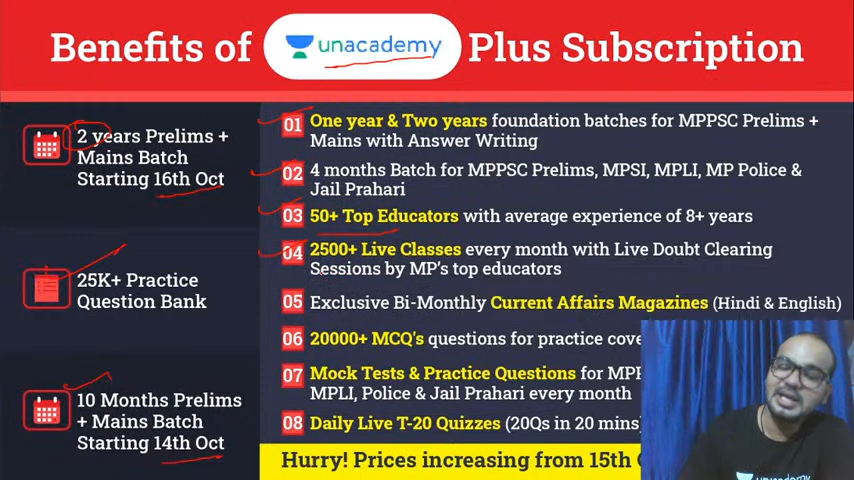 Benefits of unacademy Plus Subscription
2 years Prelims +
Mains Batch
Starting 16th Oct
25K+ Practice
Question Bank
10 Months Prelims
+ Mains Batch
Starting 14th Oct
01 One year & Two years foundation batches for MPPSC Prelims +
Mains with Answer Writing
02 4 months Batch for MPPSC Prelims, MPSI, MPLI, MP Police &
Jail Prahari
03 50+ Top Educators with average experience of 8+ years
04 2500+ Live Classes every month with Live Doubt Clearing
Sessions by MP's top educators
05 Exclusive Bi-Monthly Current Affairs Magazines (Hindi & English)
06 20000+ MCQ's questions for practice
07 Mock Tests & Practice Questions for
MPLI, Police & Jail Prahari every month
08 Daily Live T-20 Quizzes (20Qs in 20 mins)
Hurry! Prices increasing from 15th
unacademy